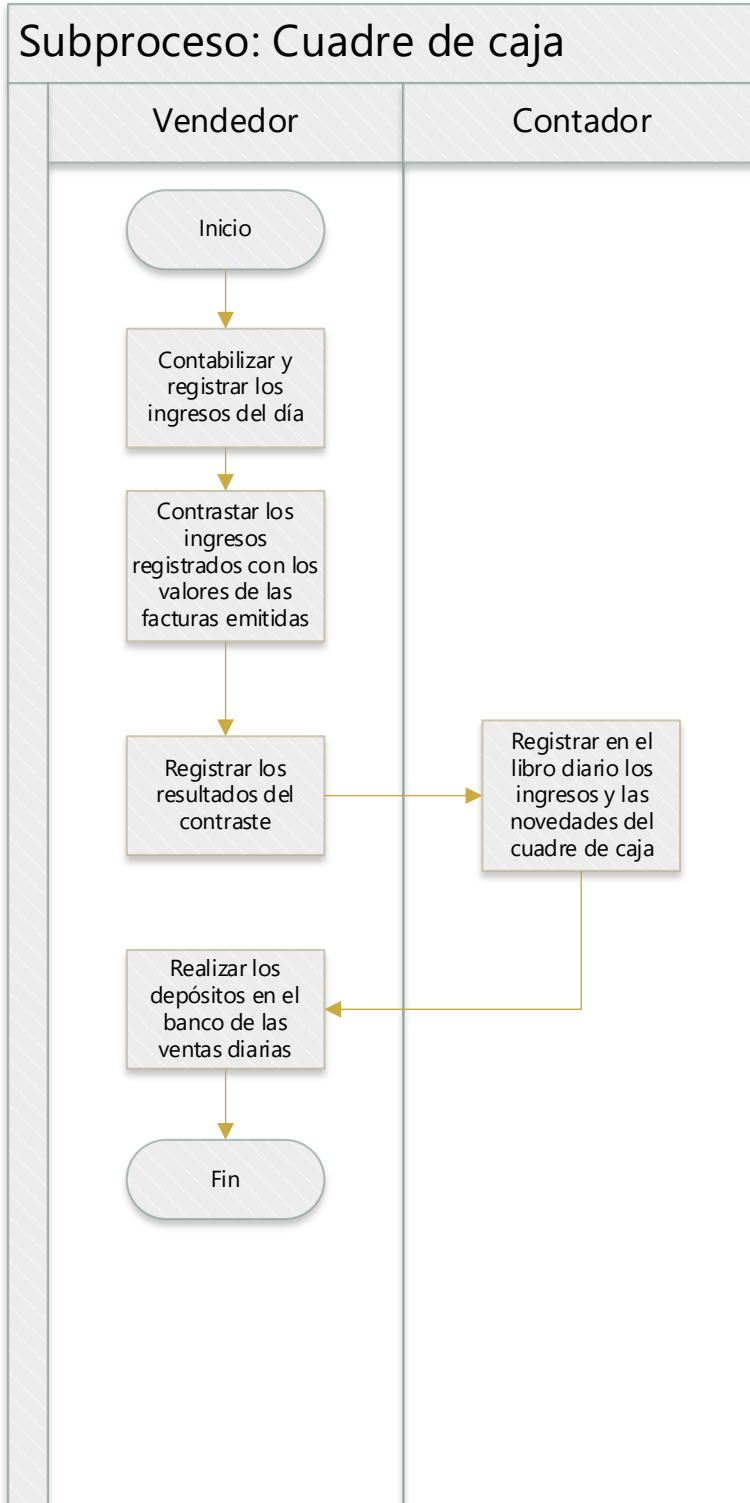 Subproceso: Cuadre de caja
Vendedor
Contador
Inicio
Contabilizar y
registrar los
ingresos del día
Contrastar los
ingresos
registrados con los
valores de las
facturas emitidas
Registrar los
resultados del
contraste
Registrar en el
libro diario los
ingresos y las
novedades del
cuadre de caja
Realizar los
depósitos en el
banco de las
ventas diarias
Fin